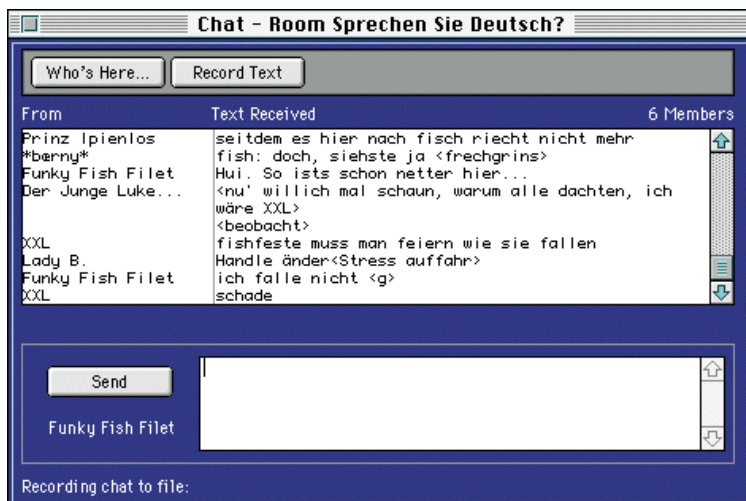 Chat - Room Sprechen Sie Deutsch?
Who's Here... Record Text
From Text Received 6 Members
Prinz Ipienlos seitdem es hier nach fisch riecht nicht mehr
*bærny* fish: doch, siehste ja <frechgrins>
Funky Fish Filet Hui. So ists schon netter hier...
Der Junge Luke... <nu' willich mal schaun, warum alle dachten, ich
wäre XXL>
<beobacht>
XXL fishfeste muss man feiern wie sie fallen
Lady B. Handle änder<Stress auffahr>
Funky Fish Filet ich falle nicht <g>
XXL schade
Send
Funky Fish Filet
Recording chat to file: